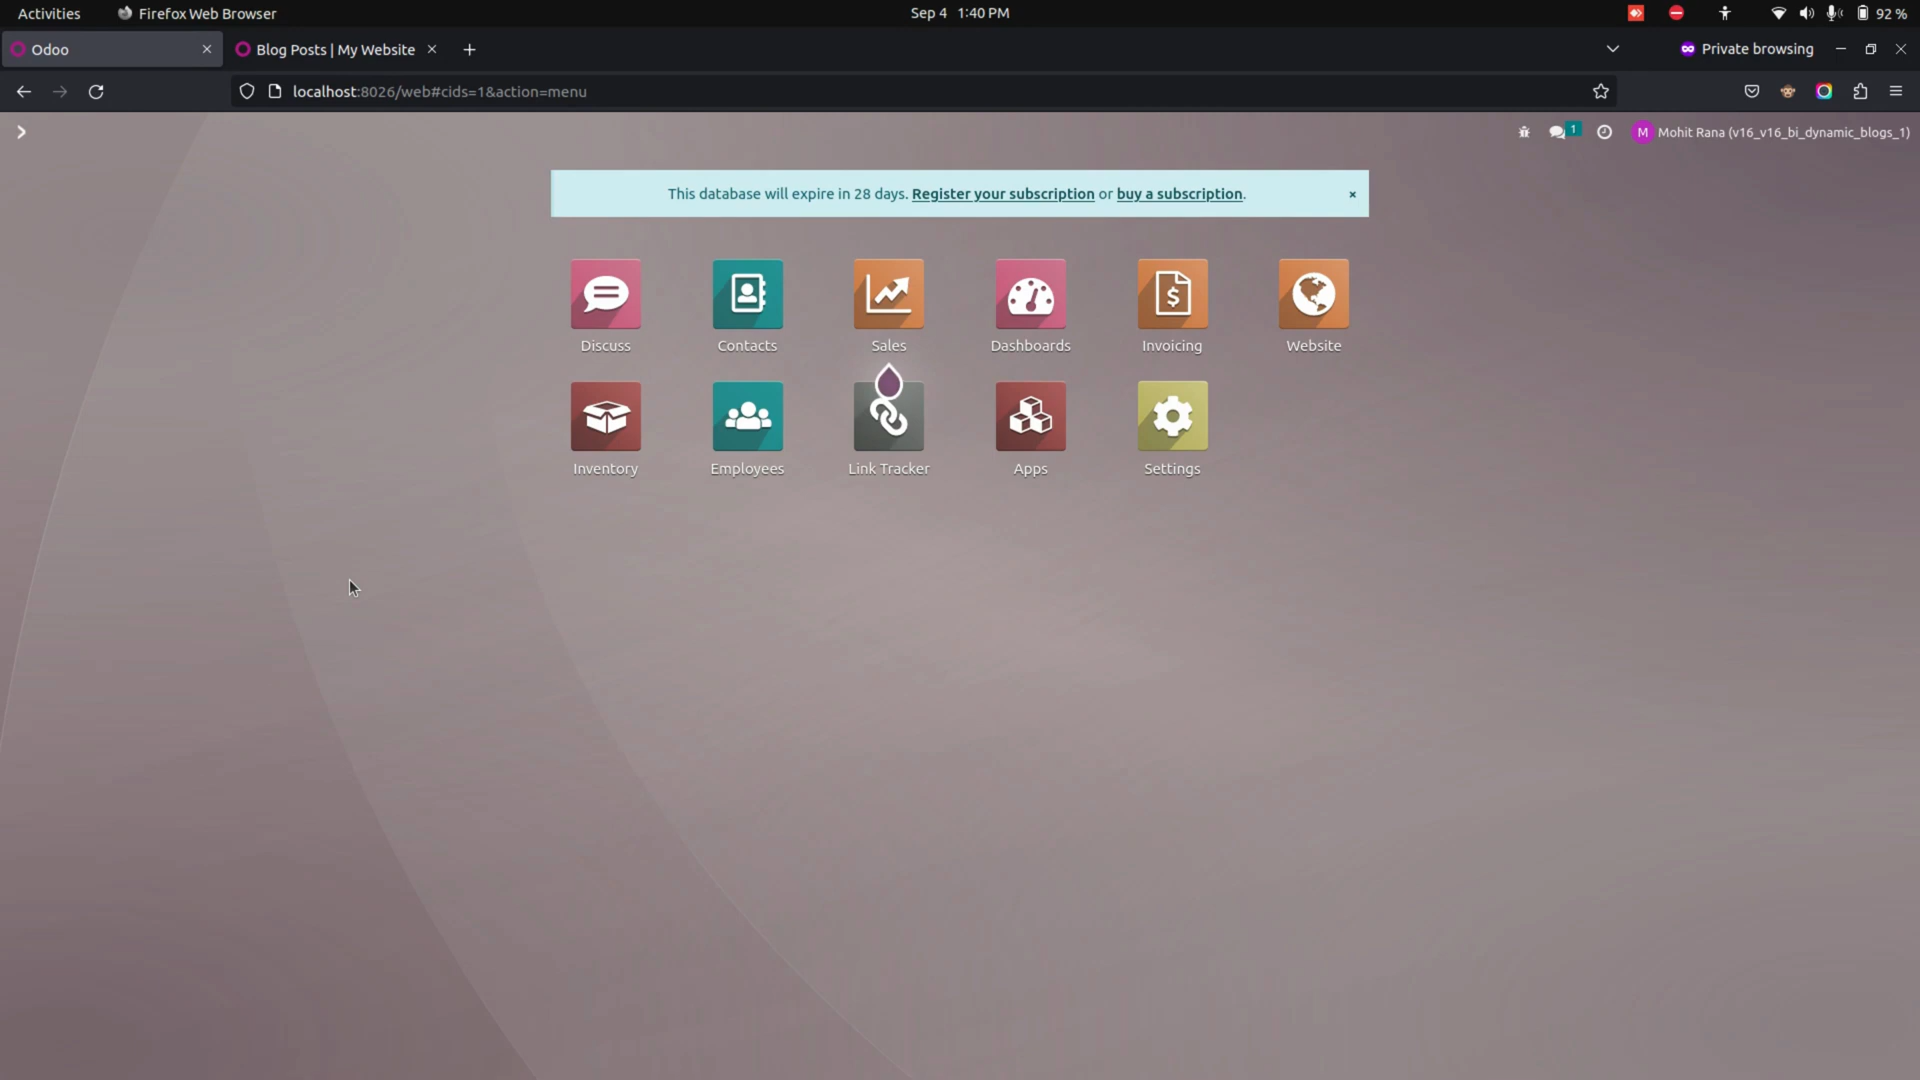 Activities Firefox Web Browser Sep 4 1:40 PM 92 %
Odoo Blog Posts | My Website Private browsing
localhost:8026/web#cids=1&action=menu
1 M Mohit Rana (v16_v16_bi_dynamic_blogs_1)
This database will expire in 28 days. Register your subscription or buy a subscription.
Discuss Contacts Sales Dashboards Invoicing Website
Inventory Employees Link Tracker Apps Settings